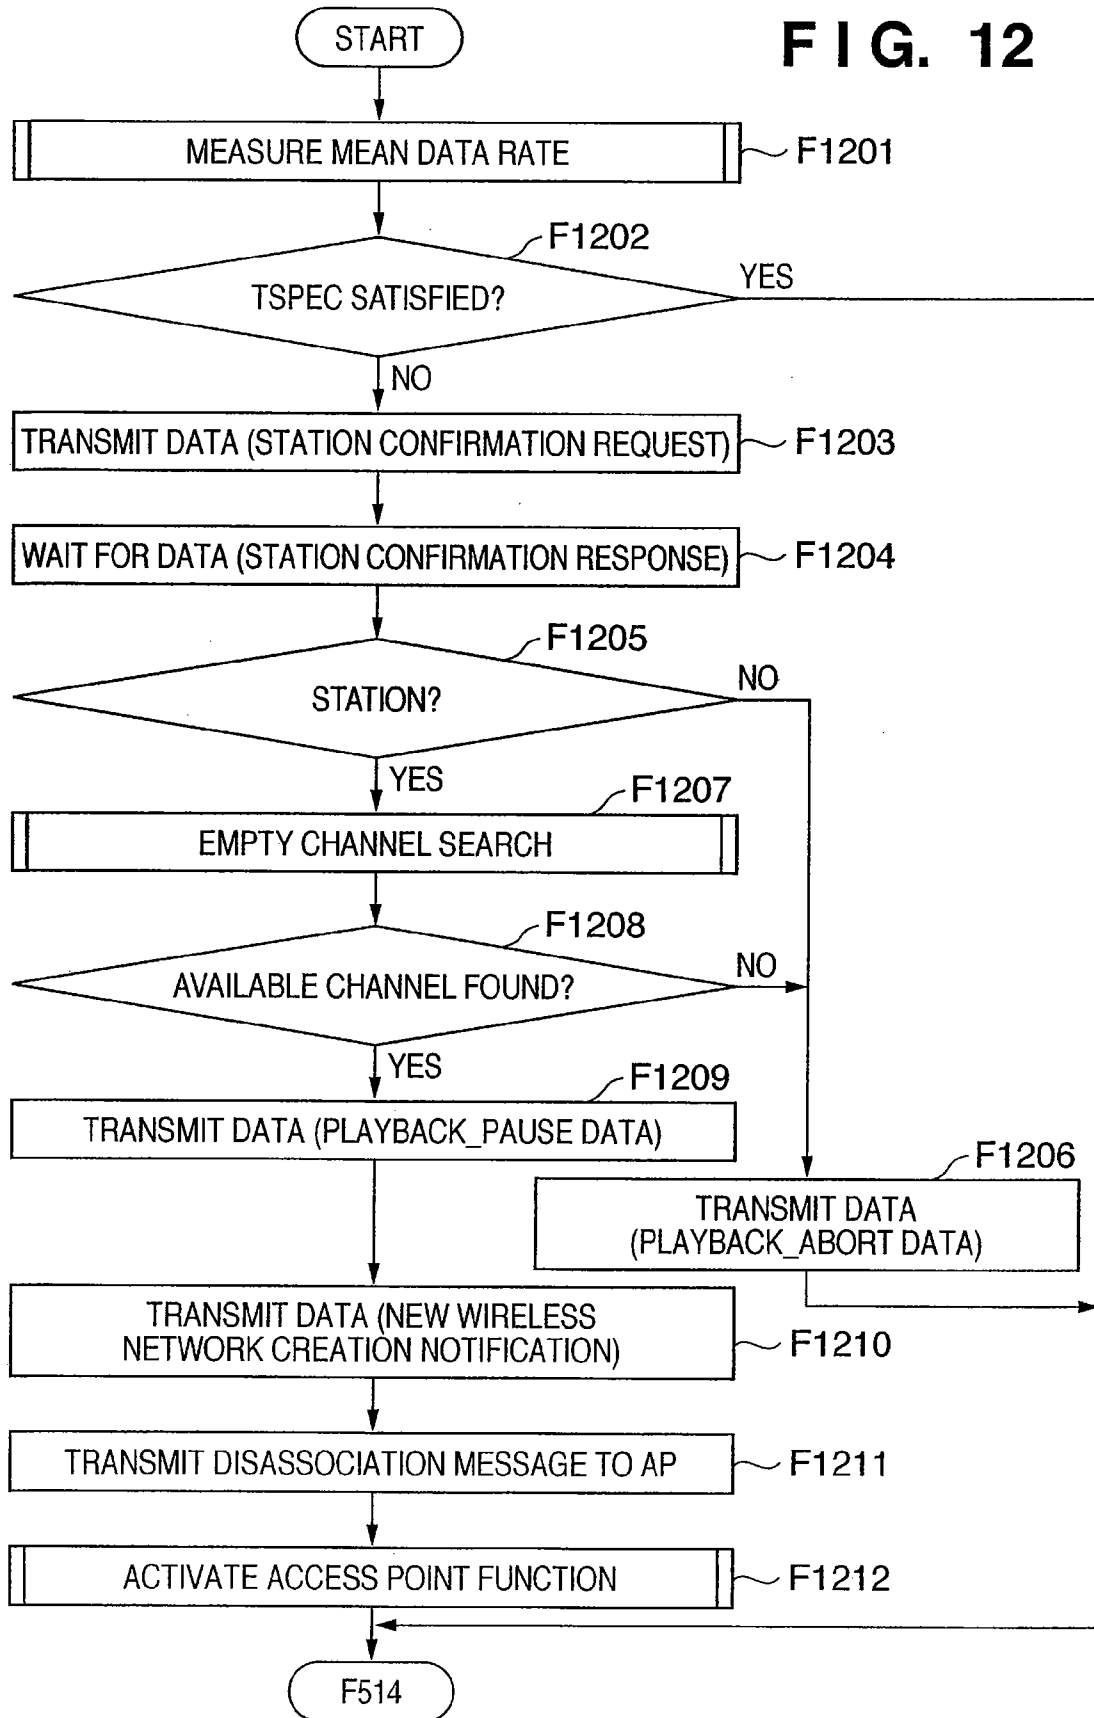 FIG. 12
START
MEASURE MEAN DATA RATE
F1201
F1202
TSPEC SATISFIED?
YES
NO
TRANSMIT DATA (STATION CONFIRMATION REQUEST)
F1203
WAIT FOR DATA (STATION CONFIRMATION RESPONSE)
F1204
F1205
STATION?
NO
YES
F1207
EMPTY CHANNEL SEARCH
F1208
AVAILABLE CHANNEL FOUND?
NO
YES
F1209
TRANSMIT DATA (PLAYBACK_PAUSE DATA)
F1206
TRANSMIT DATA
(PLAYBACK_ABORT DATA)
TRANSMIT DATA (NEW WIRELESS
NETWORK CREATION NOTIFICATION)
F1210
TRANSMIT DISASSOCIATION MESSAGE TO AP
F1211
ACTIVATE ACCESS POINT FUNCTION
F1212
F514